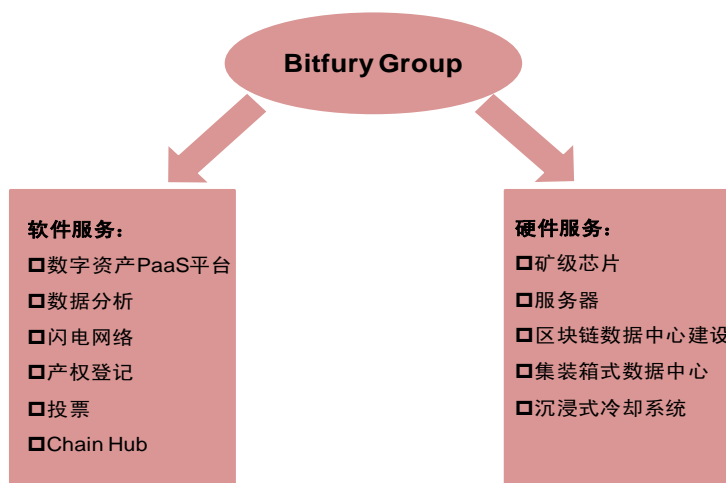 Bitfury Group
软件服务：
数字资产PaaS平台
数据分析
闪电网络
产权登记
投票
Chain Hub
硬件服务：
矿级芯片
服务器
区块链数据中心建设
集装箱式数据中心
沉浸式冷却系统